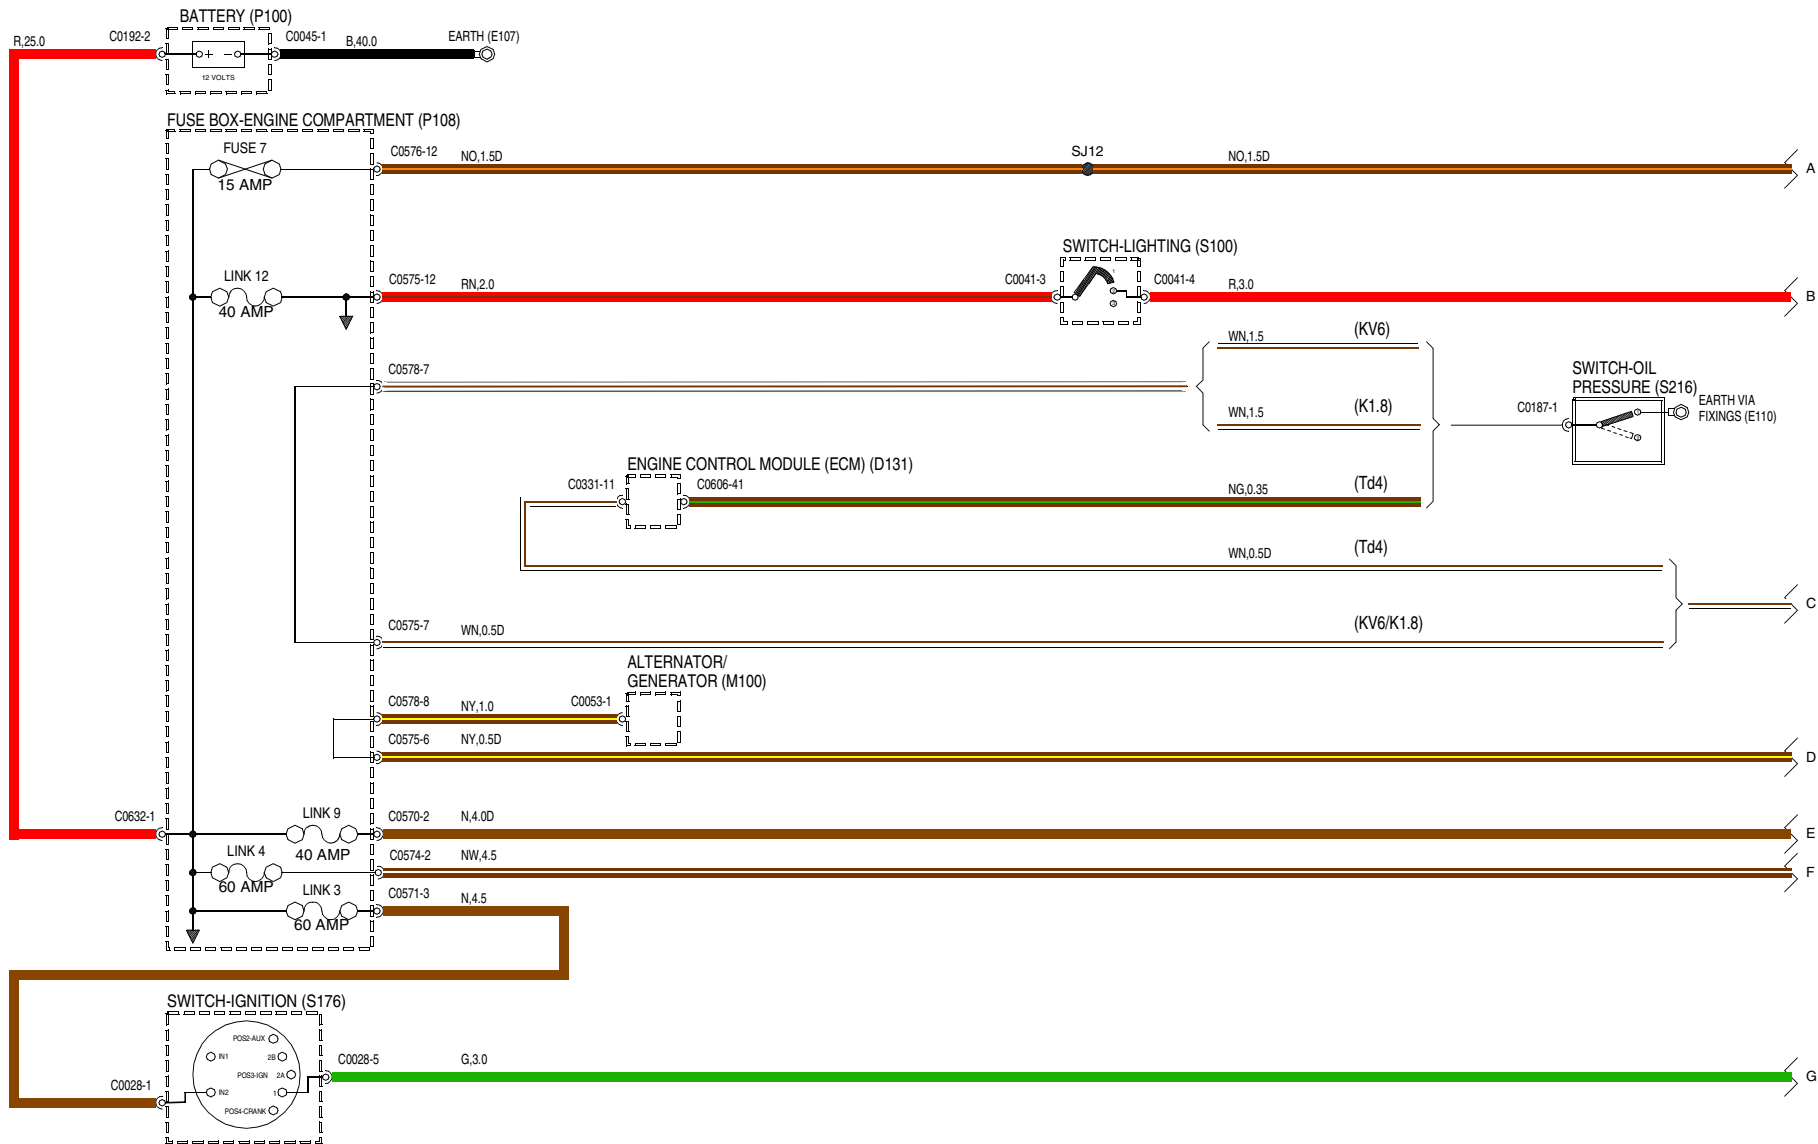 BATTERY (P100)
R,25.0
C0192-2
C0045-1
B,40.0
EARTH (E107)
+
−
12 VOLTS
FUSE BOX-ENGINE COMPARTMENT (P108)
FUSE 7
15 AMP
C0576-12
NO,1.5D
SJ12
NO,1.5D
A
SWITCH-LIGHTING (S100)
LINK 12
40 AMP
C0575-12
RN,2.0
C0041-3
1
2
3
C0041-4
R,3.0
B
C0578-7
WN,1.5
(KV6)
WN,1.5
(K1.8)
SWITCH-OIL
PRESSURE (S216)
C0187-1
1
2
EARTH VIA
FIXINGS (E110)
ENGINE CONTROL MODULE (ECM) (D131)
C0331-11
C0606-41
NG,0.35
(Td4)
WN,0.5D
(Td4)
C
C0575-7
WN,0.5D
(KV6/K1.8)
ALTERNATOR/
GENERATOR (M100)
C0578-8
NY,1.0
C0053-1
C0575-6
NY,0.5D
D
C0632-1
LINK 9
40 AMP
C0570-2
N,4.0D
E
LINK 4
60 AMP
C0574-2
NW,4.5
F
LINK 3
60 AMP
C0571-3
N,4.5
SWITCH-IGNITION (S176)
POS2-AUX
IN1
2B
POS3-IGN
2A
IN2
1
POS4-CRANK
C0028-1
C0028-5
G,3.0
G